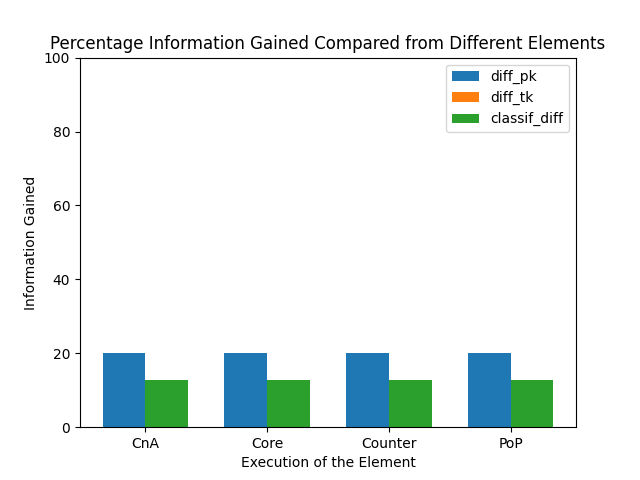 Percentage Information Gained Compared from Different Elements
100
80
60
40
20
0
Information Gained
diff_pk
diff_tk
classif_diff
CnA
Core
Counter
PoP
Execution of the Element